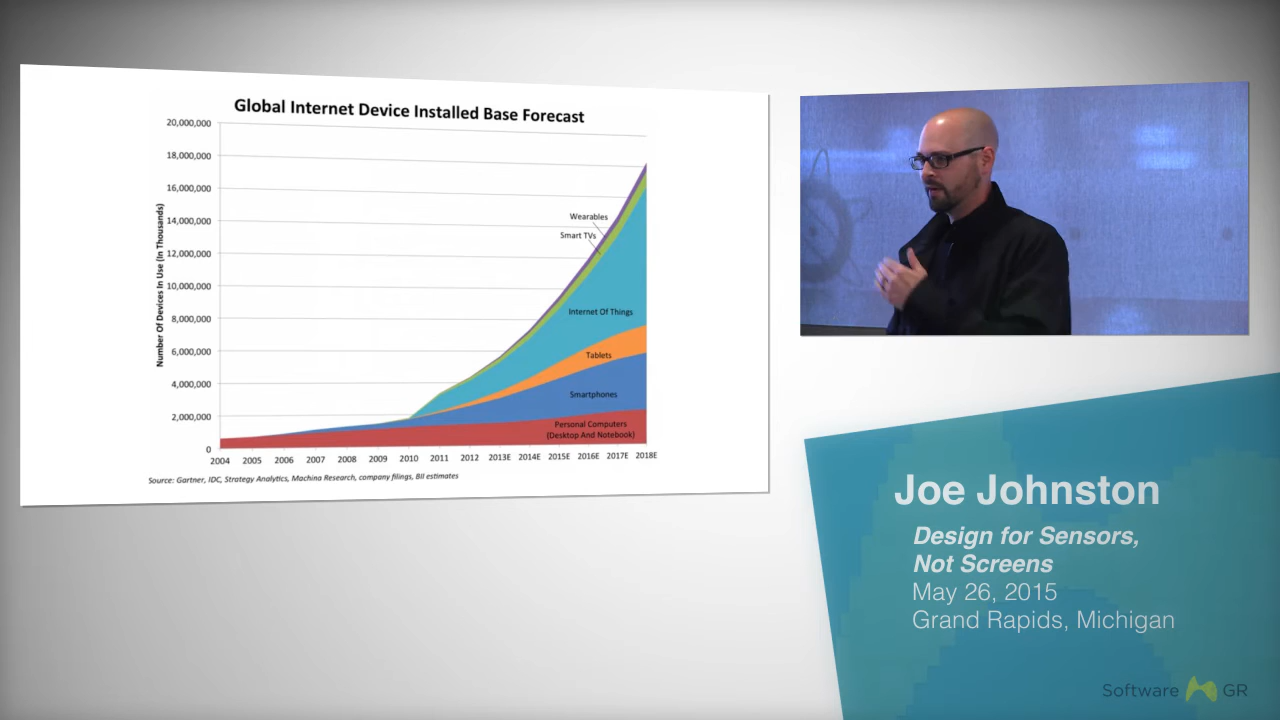 Global Internet Device Installed Base Forecast
Number Of Devices In Use (In Thousands)
20,000,000
18,000,000
16,000,000
14,000,000
12,000,000
10,000,000
8,000,000
6,000,000
4,000,000
2,000,000
0
Wearables
Smart TVs
Internet Of Things
Tablets
Smartphones
Personal Computers
(Desktop And Notebook)
2004 2005 2006 2007 2008 2009 2010 2011 2012 2013E 2014E 2015E 2016E 2017E 2018E
Source: Gartner, IDC, Strategy Analytics, Machina Research, company filings, BII estimates
Joe Johnston
Design for Sensors,
Not Screens
May 26, 2015
Grand Rapids, Michigan
Software GR